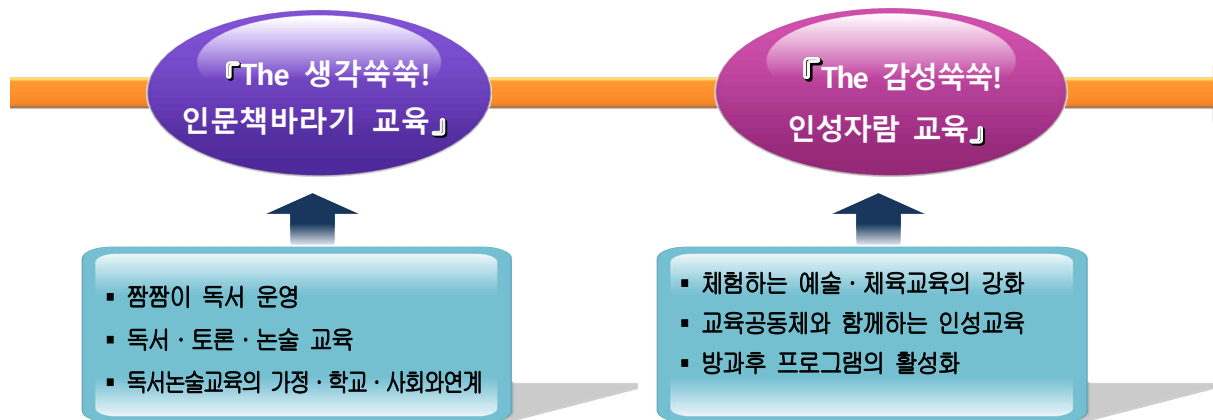 『The 생각쑥쑥!
인문책바라기 교육』
▪ 짬짬이 독서 운영
▪ 독서·토론·논술 교육
▪ 독서논술교육의 가정·학교·사회와연계
『The 감성쑥쑥!
인성자람 교육』
▪ 체험하는 예술·체육교육의 강화
▪ 교육공동체와 함께하는 인성교육
▪ 방과후 프로그램의 활성화